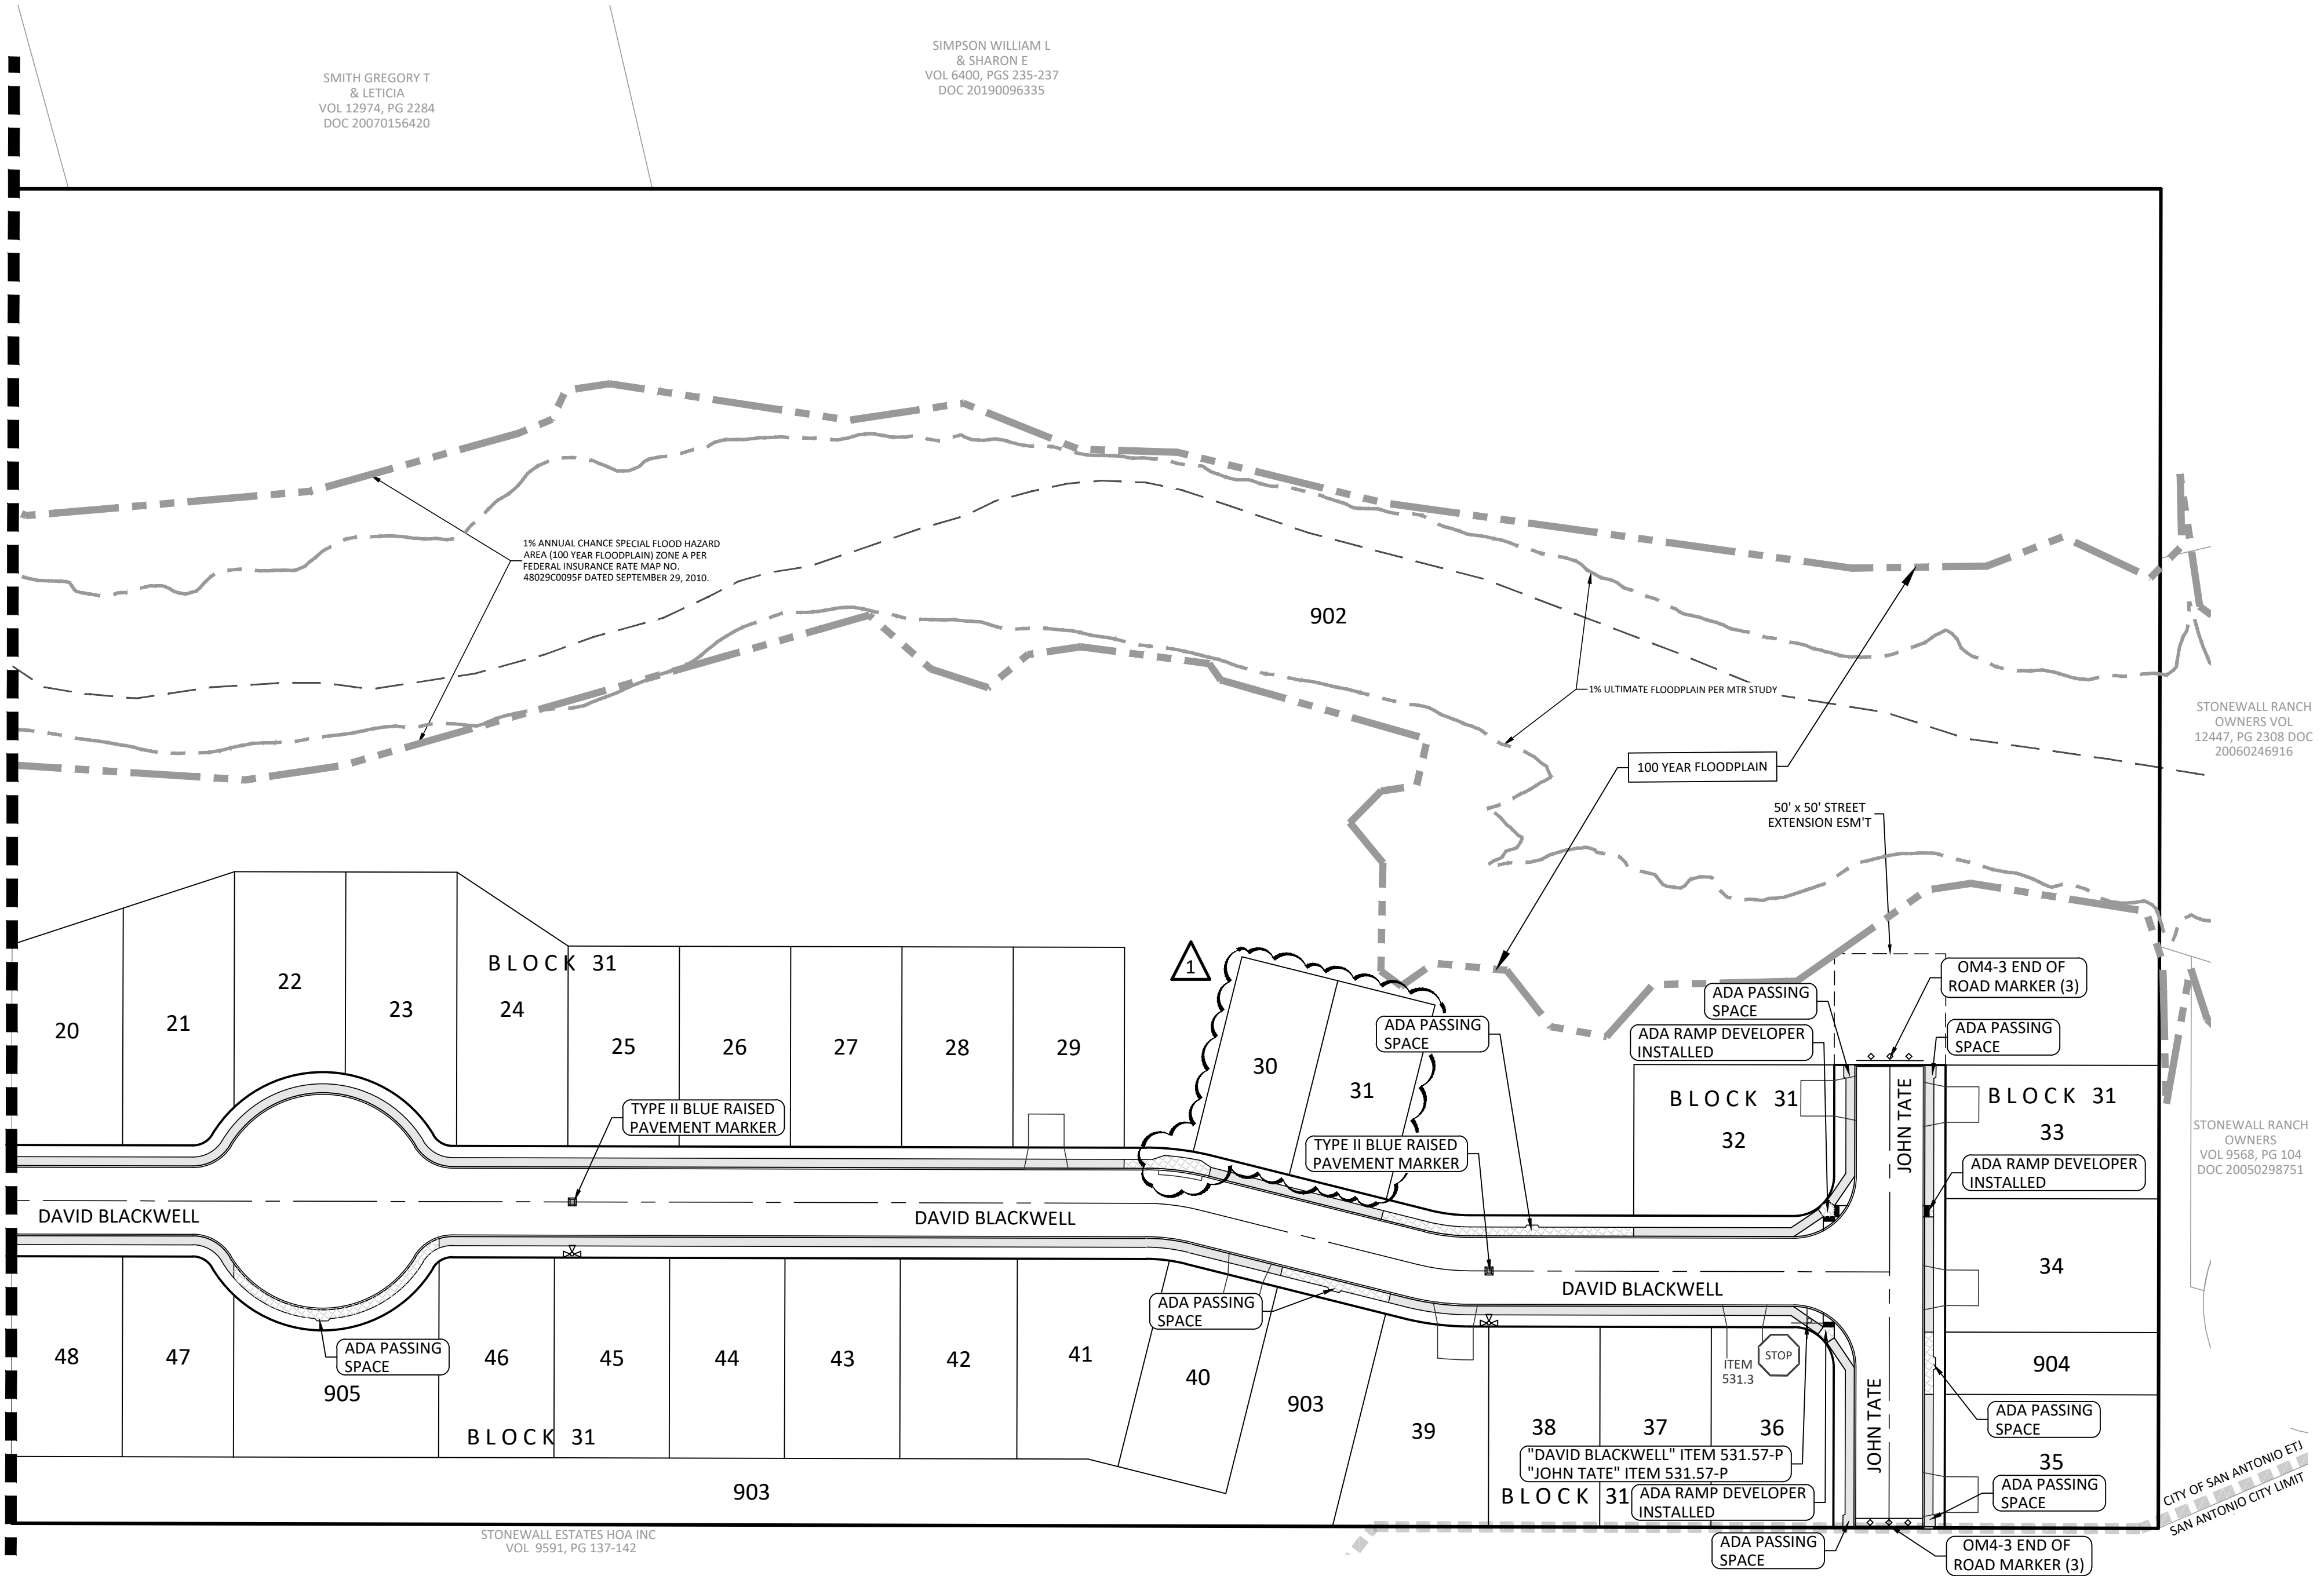 SMITH GREGORY T
& LETICIA
VOL 12974, PG 2284
DOC 20070156420
SIMPSON WILLIAM L
& SHARON E
VOL 6400, PGS 235-237
DOC 20190096335
1% ANNUAL CHANCE SPECIAL FLOOD HAZARD
AREA (100 YEAR FLOODPLAIN) ZONE A PER
FEDERAL INSURANCE RATE MAP NO.
48029C0095F DATED SEPTEMBER 29, 2010.
902
1% ULTIMATE FLOODPLAIN PER MTR STUDY
STONEWALL RANCH
OWNERS VOL
12447, PG 2308 DOC
20060246916
100 YEAR FLOODPLAIN
50' x 50' STREET
EXTENSION ESM'T
20
21
22
23
BLOCK 31
24
25
26
27
28
29
1
30
31
ADA PASSING
SPACE
ADA PASSING
SPACE
OM4-3 END OF
ROAD MARKER (3)
ADA RAMP DEVELOPER
INSTALLED
ADA PASSING
SPACE
BLOCK 31
32
JOHN TATE
BLOCK 31
33
STONEWALL RANCH
OWNERS
VOL 9568, PG 104
DOC 20050298751
TYPE II BLUE RAISED
PAVEMENT MARKER
TYPE II BLUE RAISED
PAVEMENT MARKER
ADA RAMP DEVELOPER
INSTALLED
DAVID BLACKWELL
DAVID BLACKWELL
DAVID BLACKWELL
34
ADA PASSING
SPACE
ADA PASSING
SPACE
48
47
905
46
45
44
43
42
41
40
903
39
38
37
36
ITEM
531.3
STOP
904
JOHN TATE
ADA PASSING
SPACE
35
BLOCK 31
"DAVID BLACKWELL" ITEM 531.57-P
"JOHN TATE" ITEM 531.57-P
BLOCK 31
ADA RAMP DEVELOPER
INSTALLED
ADA PASSING
SPACE
CITY OF SAN ANTONIO ETJ
SAN ANTONIO CITY LIMIT
903
STONEWALL ESTATES HOA INC
VOL 9591, PG 137-142
ADA PASSING
SPACE
OM4-3 END OF
ROAD MARKER (3)